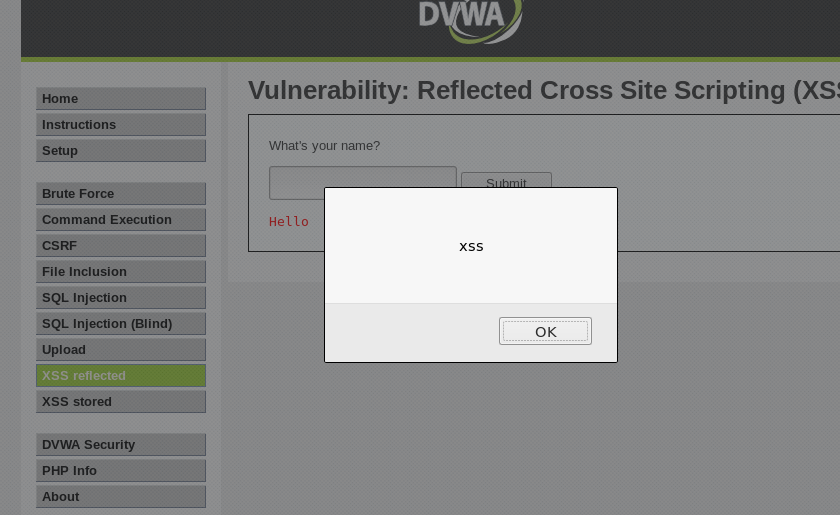 DVWA
Home
Instructions
Setup
Brute Force
Command Execution
CSRF
File Inclusion
SQL Injection
SQL Injection (Blind)
Upload
XSS reflected
XSS stored
DVWA Security
PHP Info
About
Vulnerability: Reflected Cross Site Scripting (XSS
What's your name?
Submit
Hello
xss
OK